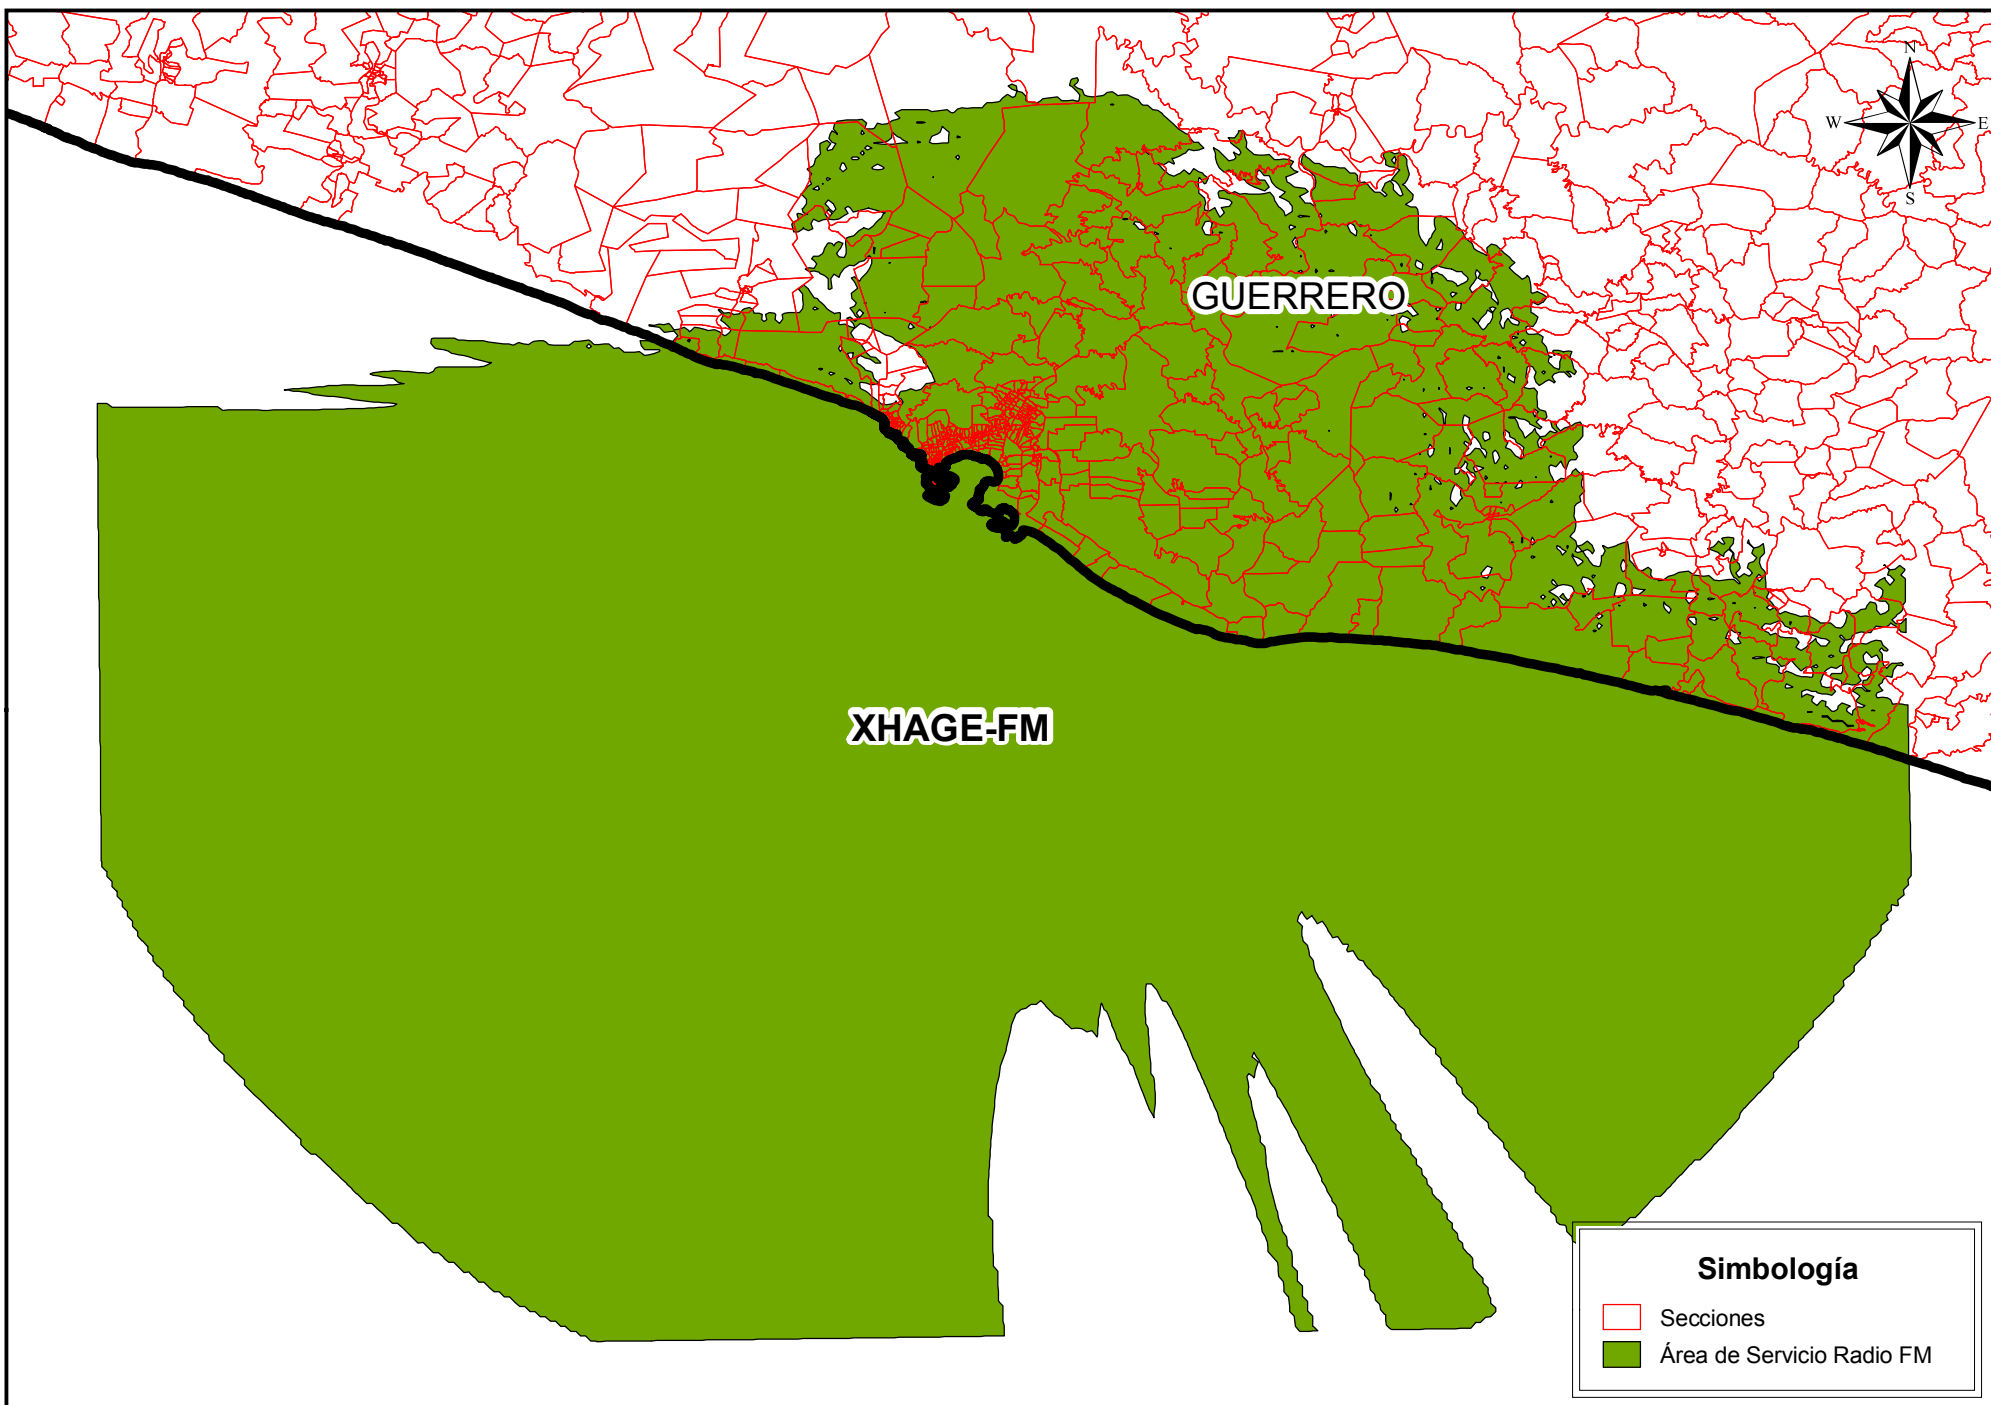 N
W
E
S
GUERRERO
XHAGE-FM
Simbología
Secciones
Área de Servicio Radio FM